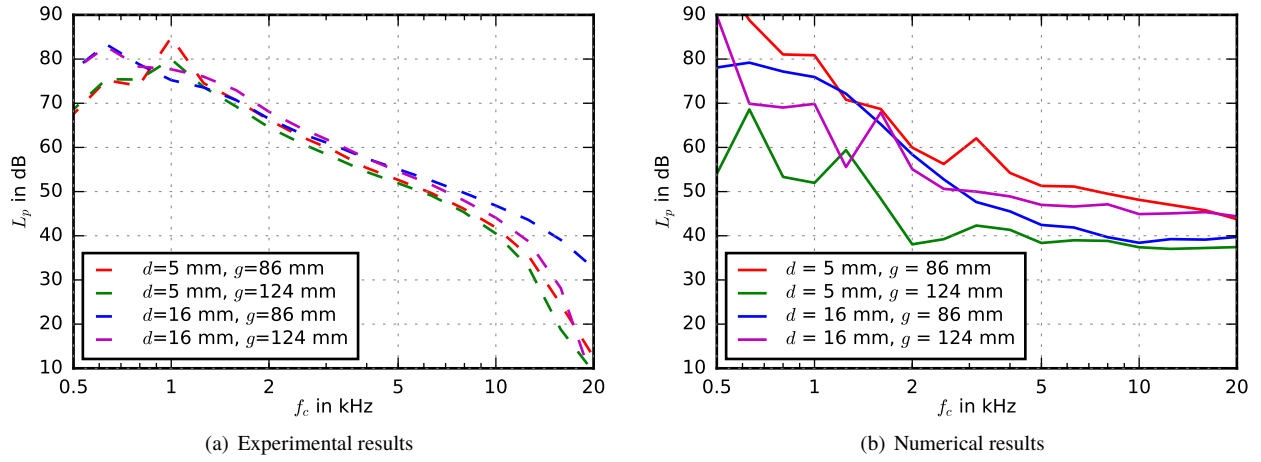 90
80
70
60
50
40
30
20
10
L_p in dB
d=5 mm, g=86 mm
d=5 mm, g=124 mm
d=16 mm, g=86 mm
d=16 mm, g=124 mm
0.5 1 2 5 10 20
f_c in kHz
(a) Experimental results
90
80
70
60
50
40
30
20
10
L_p in dB
d = 5 mm, g = 86 mm
d = 5 mm, g = 124 mm
d = 16 mm, g = 86 mm
d = 16 mm, g = 124 mm
0.5 1 2 5 10 20
f_c in kHz
(b) Numerical results